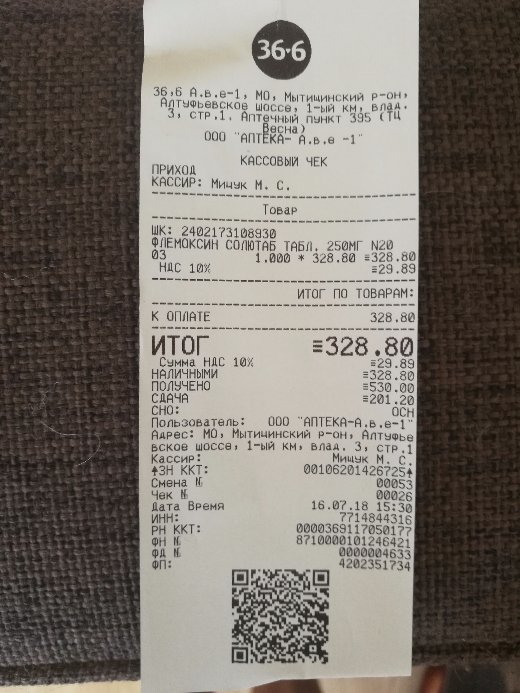 36·6
36,6 А.в.е-1, МО, Мытищинский р-он,
Алтуфьевское шоссе, 1-ый км, влад.
3, стр.1. Аптечный пункт 395 (ТЦ
Весна)
ООО "АПТЕКА- А.в.е -1"
КАССОВЫЙ ЧЕК
ПРИХОД
КАССИР: Мищук М. С.
Товар
ШК: 2402173108930
ФЛЕМОКСИН СОЛЮТАБ ТАБЛ. 250МГ N20
03 1.000 * 328.80 ≡328.80
НДС 10% ≡29.89
ИТОГ ПО ТОВАРАМ:
К ОПЛАТЕ 328.80
ИТОГ ≡328.80
Сумма НДС 10% ≡29.89
НАЛИЧНЫМИ ≡328.80
ПОЛУЧЕНО ≡530.00
СДАЧА ≡201.20
СНО: ОСН
Пользователь: ООО "АПТЕКА-А.в.е-1"
Адрес: МО, Мытищинский р-он, Алтуфье
вское шоссе, 1-ый км, влад. 3, стр.1
Кассир: Мищук М. С.
↑ЗН ККТ: 00106201426725↑
Смена № 00053
Чек № 00026
Дата Время 16.07.18 15:30
ИНН: 7714844316
РН ККТ: 0000369117050177
ФН № 8710000101246421
ФД № 0000004633
ФП: 4202351734